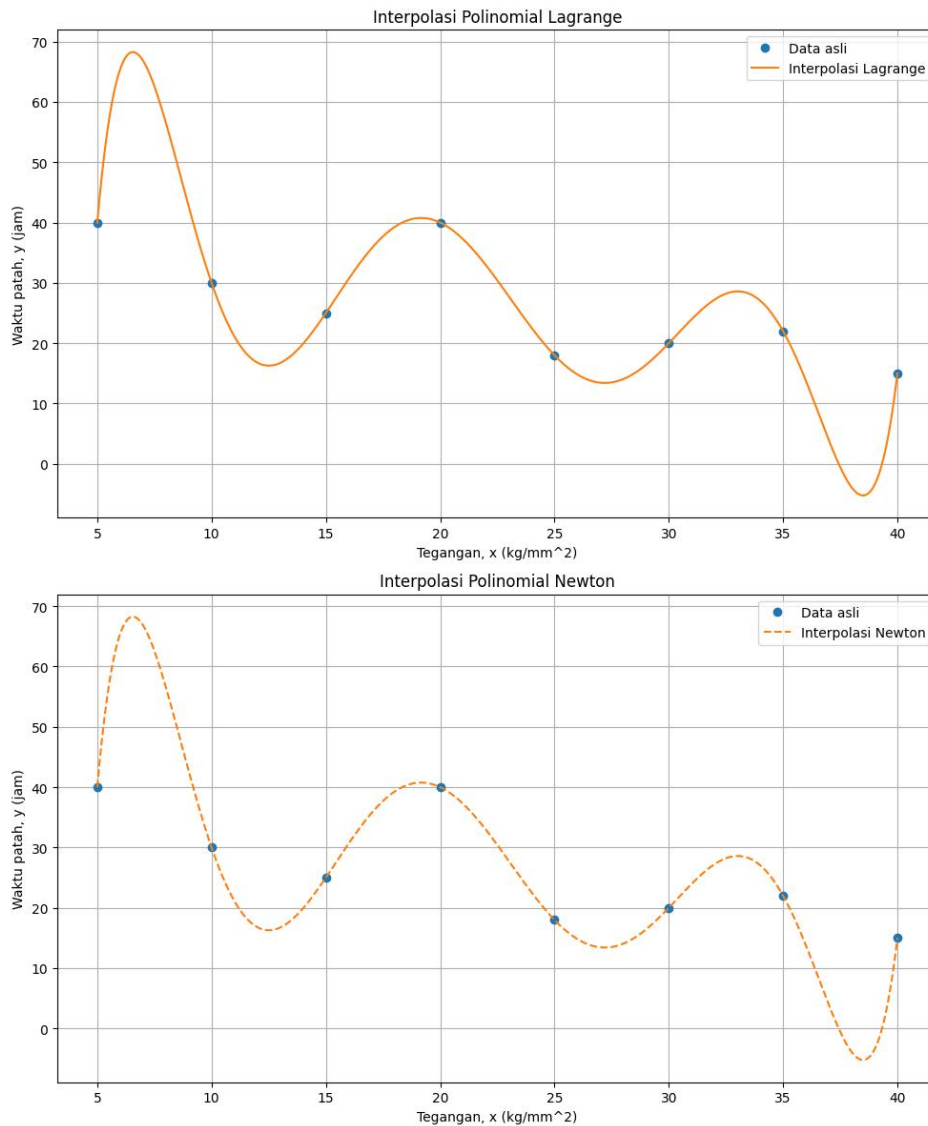 Interpolasi Polinomial Lagrange
70
60
50
40
30
20
10
0
Waktu patah, y (jam)
Data asli
Interpolasi Lagrange
5 10 15 20 25 30 35 40
Tegangan, x (kg/mm^2)
Interpolasi Polinomial Newton
70
60
50
40
30
20
10
0
Waktu patah, y (jam)
Data asli
Interpolasi Newton
5 10 15 20 25 30 35 40
Tegangan, x (kg/mm^2)